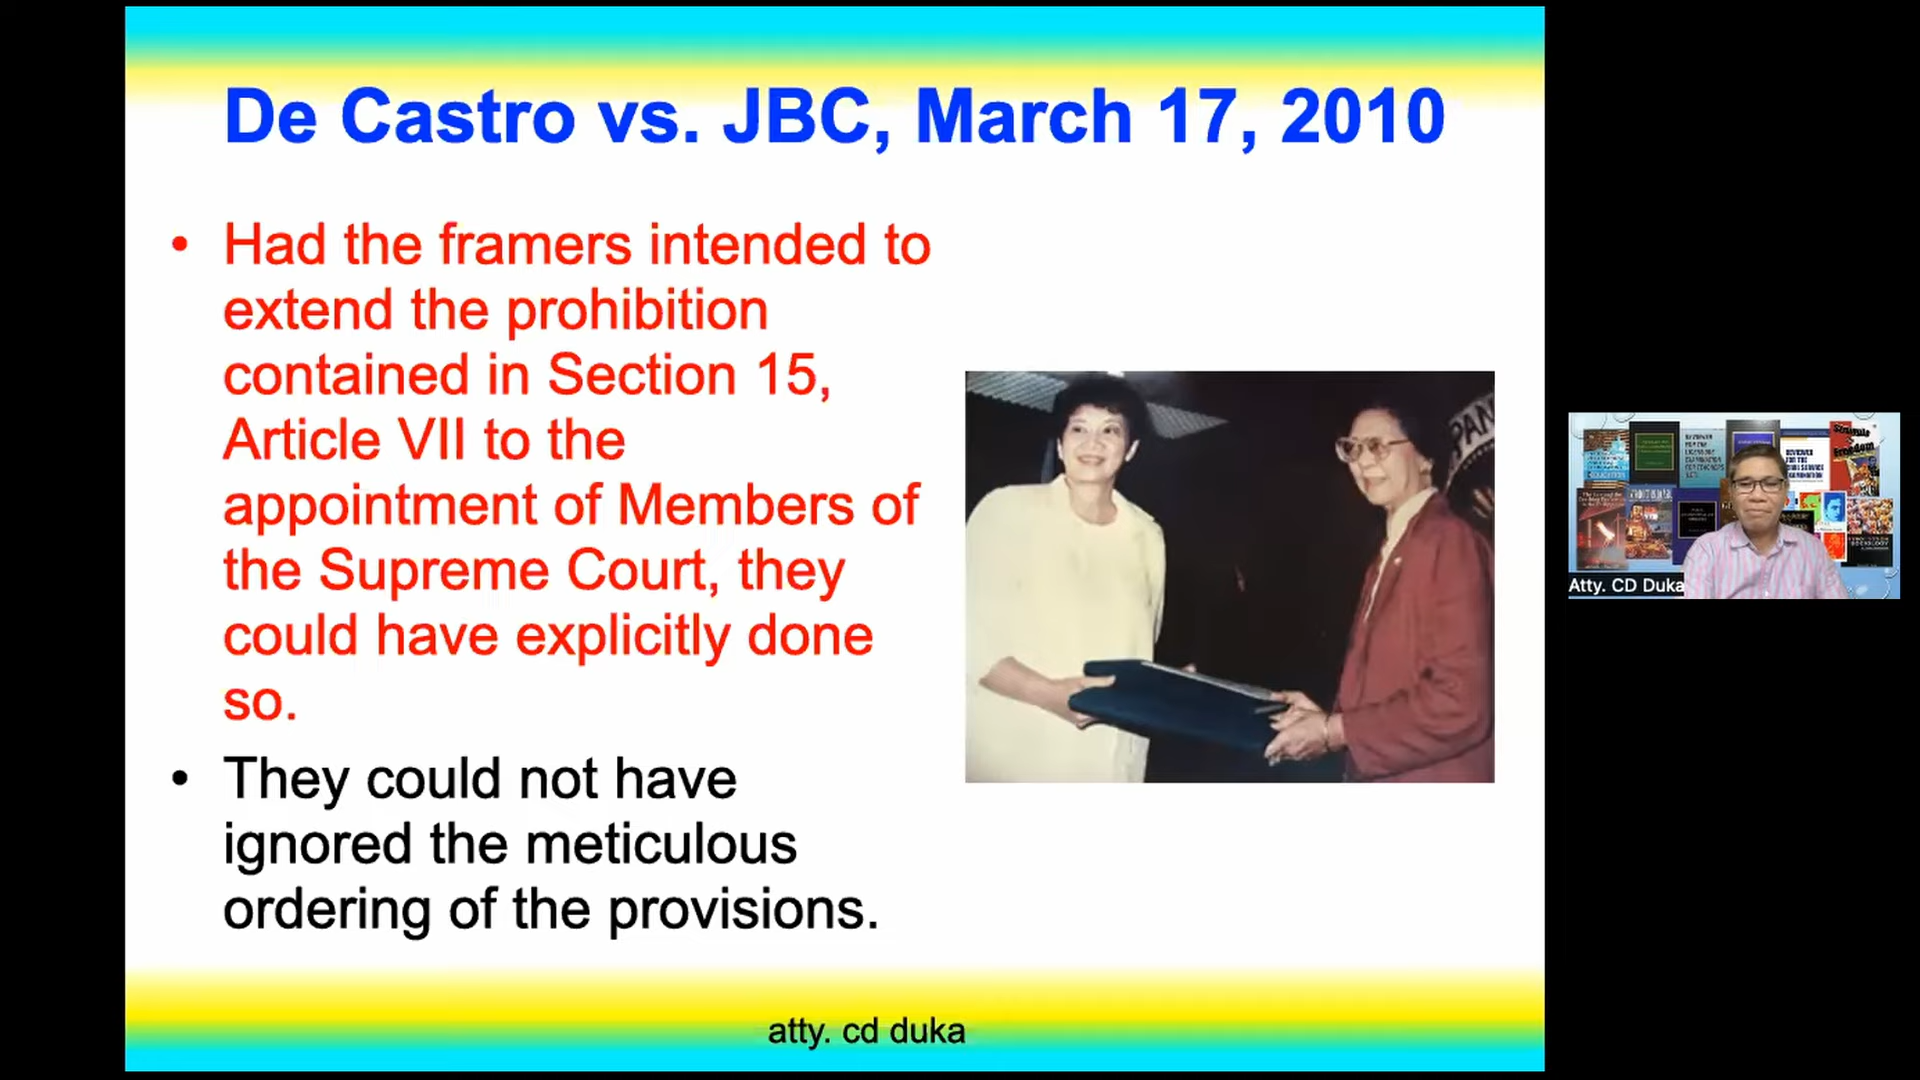 De Castro vs. JBC, March 17, 2010
• Had the framers intended to
extend the prohibition
contained in Section 15,
Article VII to the
appointment of Members of
the Supreme Court, they
could have explicitly done
so.
• They could not have
ignored the meticulous
ordering of the provisions.
PAN
Freedom
Atty. CD Duka
atty. cd duka